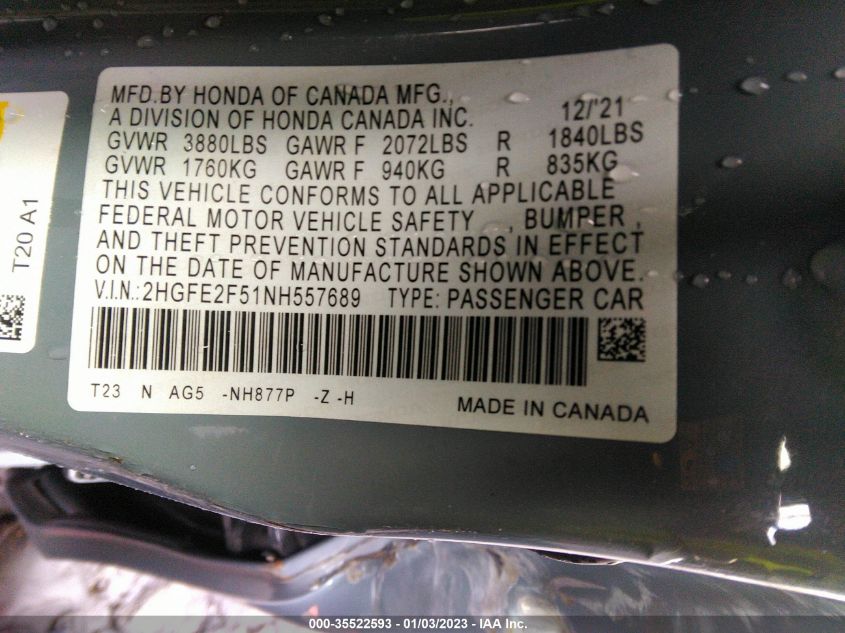 MFD.BY HONDA OF CANADA MFG.,
A DIVISION OF HONDA CANADA INC. 12/'21
GVWR 3880LBS GAWR F 2072LBS R 1840LBS
GVWR 1760KG GAWR F 940KG R 835KG
THIS VEHICLE CONFORMS TO ALL APPLICABLE
FEDERAL MOTOR VEHICLE SAFETY , BUMPER ,
AND THEFT PREVENTION STANDARDS IN EFFECT
ON THE DATE OF MANUFACTURE SHOWN ABOVE.
V.I.N.:2HGFE2F51NH557689 TYPE: PASSENGER CAR
T23 N AG5 -NH877P -Z -H
MADE IN CANADA
T20 A1
000-35522593 - 01/03/2023 - IAA Inc.